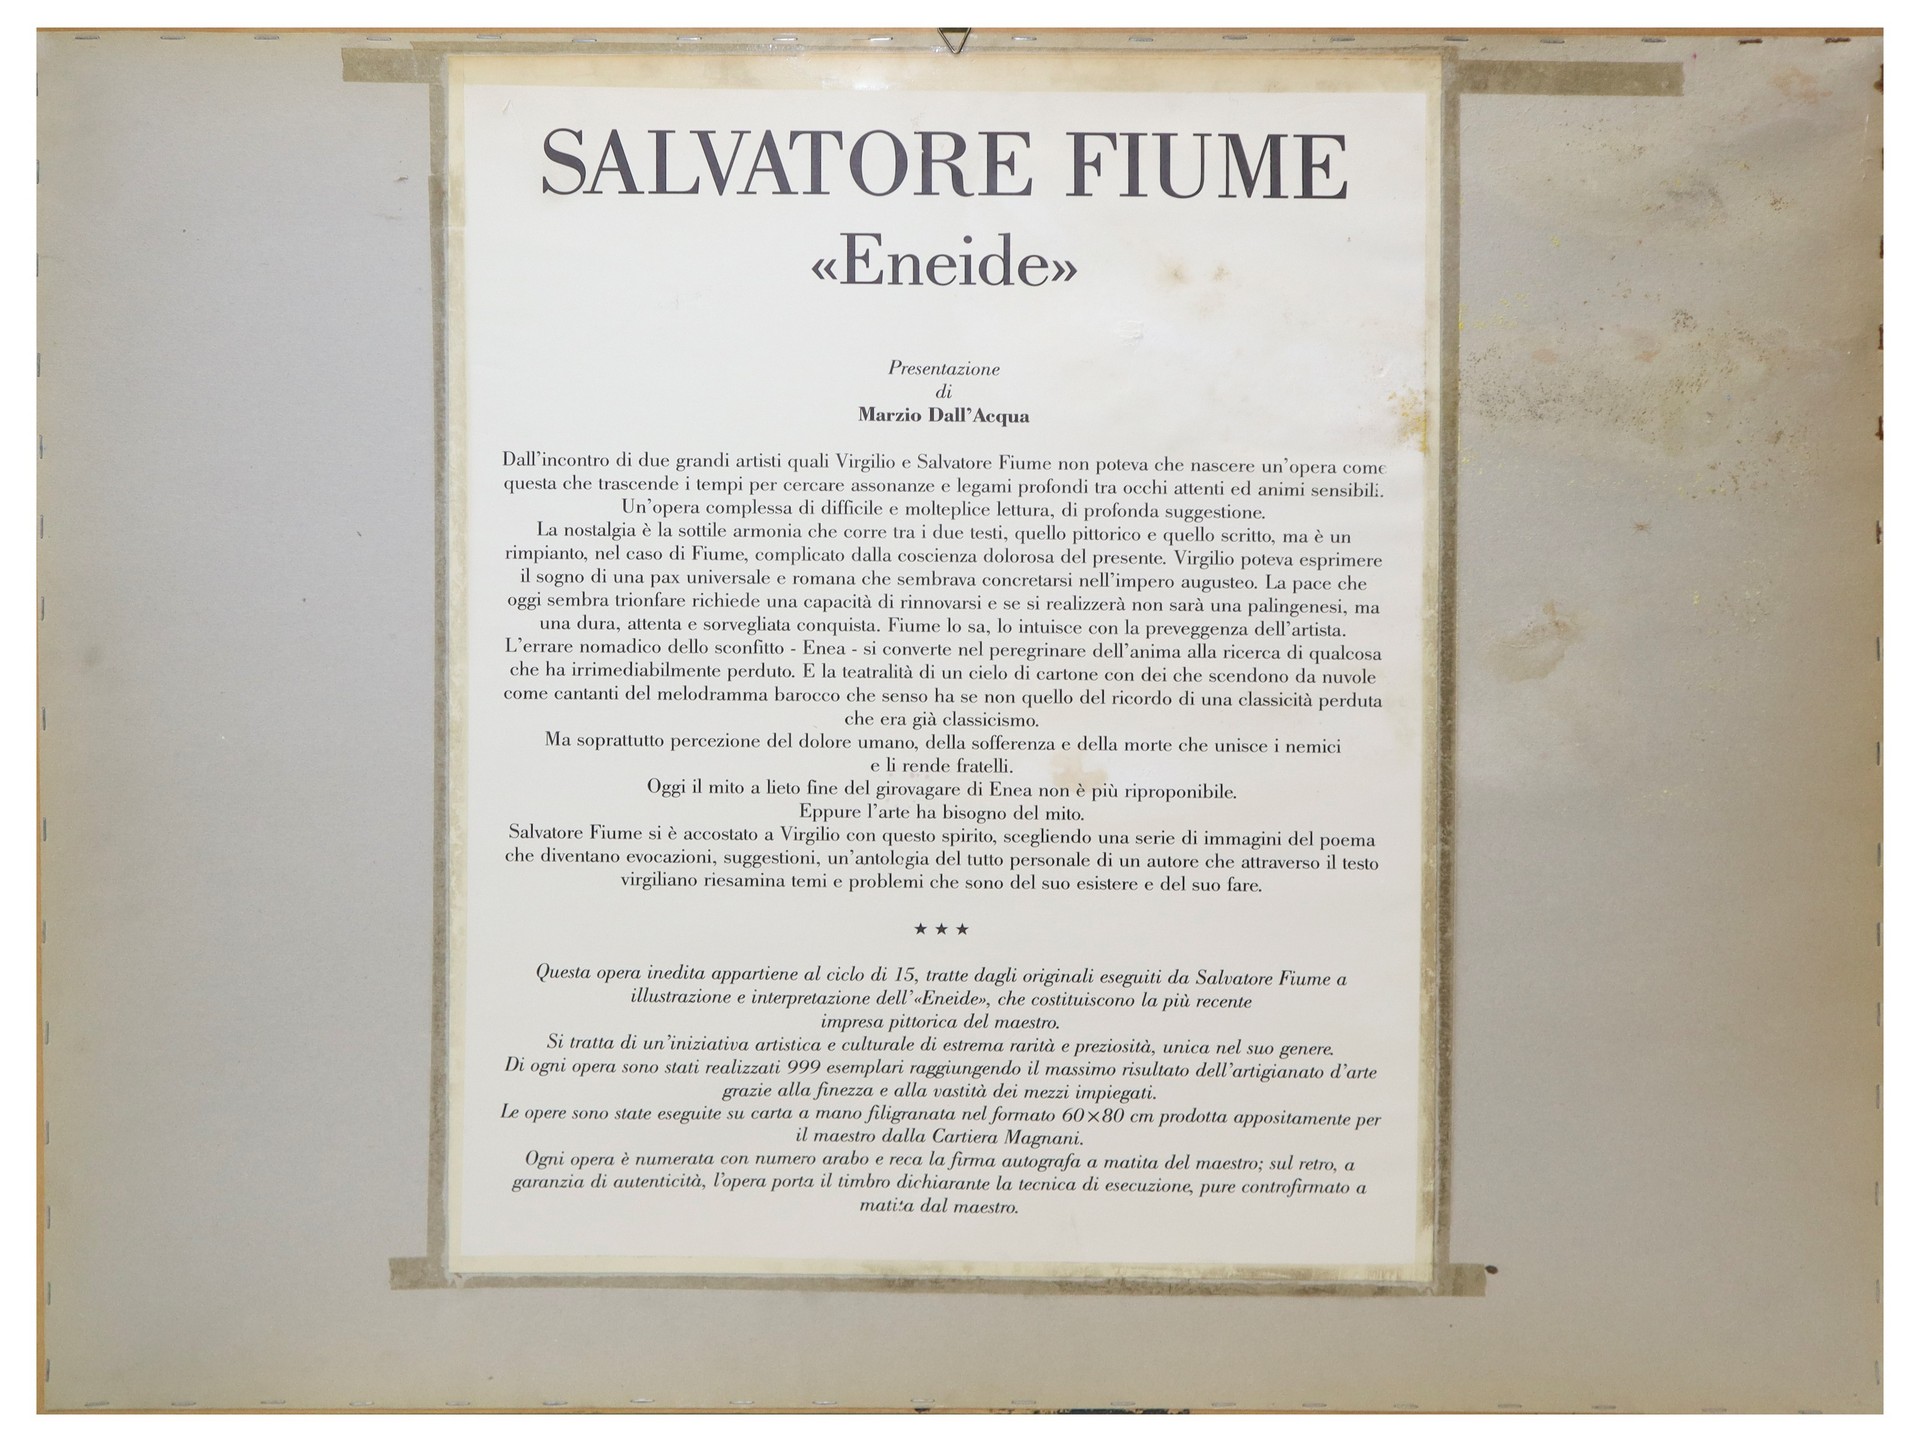 SALVATORE FIUME
«Eneide»
Presentazione
di
Marzio Dall'Acqua
Dall'incontro di due grandi artisti quali Virgilio e Salvatore Fiume non poteva che nascere un'opera come
questa che trascende i tempi per cercare assonanze e legami profondi tra occhi attenti ed animi sensibili.
Un'opera complessa di difficile e molteplice lettura, di profonda suggestione.
La nostalgia è la sottile armonia che corre tra i due testi, quello pittorico e quello scritto, ma è un
rimpianto, nel caso di Fiume, complicato dalla coscienza dolorosa del presente. Virgilio poteva esprimere
il sogno di una pax universale e romana che sembrava concretarsi nell'impero augusteo. La pace che
oggi sembra trionfare richiede una capacità di rinnovarsi e se si realizzerà non sarà una palingenesi, ma
una dura, attenta e sorvegliata conquista. Fiume lo sa, lo intuisce con la preveggenza dell'artista.
L'errare nomadico dello sconfitto - Enea - si converte nel peregrinare dell'anima alla ricerca di qualcosa
che ha irrimediabilmente perduto. E la teatralità di un cielo di cartone con dei che scendono da nuvole
come cantanti del melodramma barocco che senso ha se non quello del ricordo di una classicità perduta
che era già classicismo.
Ma soprattutto percezione del dolore umano, della sofferenza e della morte che unisce i nemici
e li rende fratelli.
Oggi il mito a lieto fine del girovagare di Enea non è più riproponibile.
Eppure l'arte ha bisogno del mito.
Salvatore Fiume si è accostato a Virgilio con questo spirito, scegliendo una serie di immagini del poema
che diventano evocazioni, suggestioni, un'antologia del tutto personale di un autore che attraverso il testo
virgiliano riesamina temi e problemi che sono del suo esistere e del suo fare.
★ ★ ★
Questa opera inedita appartiene al ciclo di 15, tratte dagli originali eseguiti da Salvatore Fiume a
illustrazione e interpretazione dell'«Eneide», che costituiscono la più recente
impresa pittorica del maestro.
Si tratta di un'iniziativa artistica e culturale di estrema rarità e preziosità, unica nel suo genere.
Di ogni opera sono stati realizzati 999 esemplari raggiungendo il massimo risultato dell'artigianato d'arte
grazie alla finezza e alla vastità dei mezzi impiegati.
Le opere sono state eseguite su carta a mano filigranata nel formato 60×80 cm prodotta appositamente per
il maestro dalla Cartiera Magnani.
Ogni opera è numerata con numero arabo e reca la firma autografa a matita del maestro; sul retro, a
garanzia di autenticità, l'opera porta il timbro dichiarante la tecnica di esecuzione, pure controfirmato a
matita dal maestro.